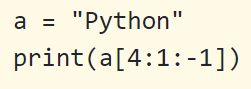 a = "Python"
print(a[4:1:-1])